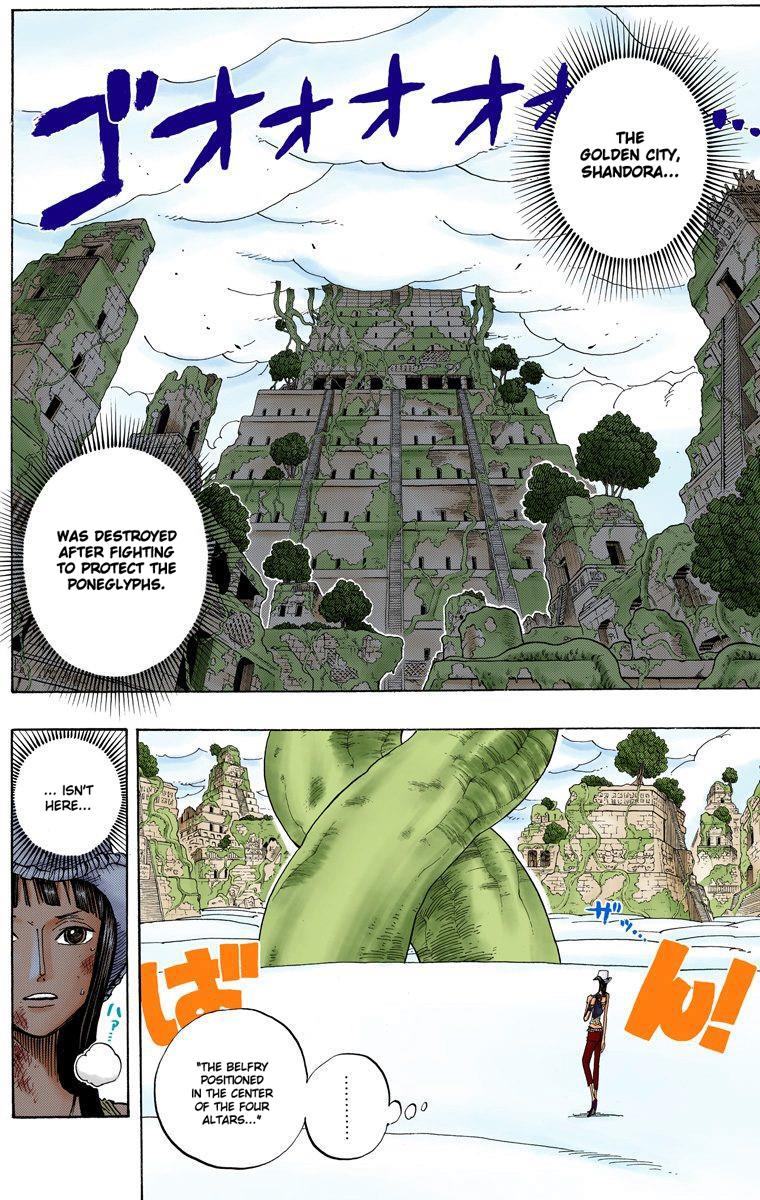 THE
GOLDEN CITY,
SHANDORA...
ゴオオオオオ...
WAS DESTROYED
AFTER FIGHTING
TO PROTECT THE
PONEGLYPHS.
ザッ...
ばん!
..........
"THE BELFRY
POSITIONED
IN THE CENTER
OF THE FOUR
ALTARS..."
... ISN'T
HERE...
ハァ...